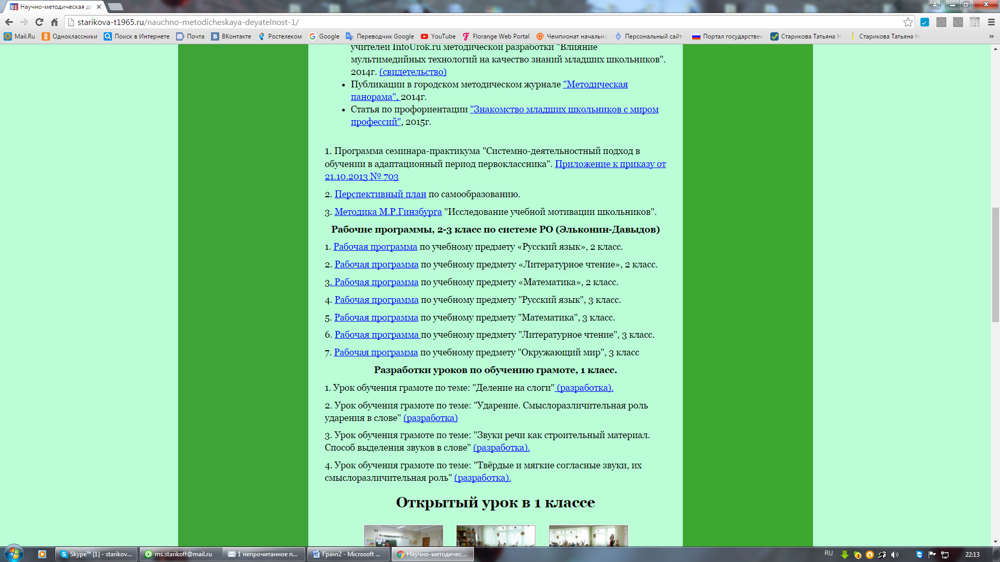 Научно-методическая де
starikova-t1965.ru/nauchno-metodicheskaya-deyatelnost-1/
Mail.Ru Одноклассники Поиск в Интернете Почта ВКонтакте Ростелеком Google Переводчик Google YouTube Florange Web Portal Чемпионат начально Персональный сайт Портал государствен Старикова Татьяна Н Старикова Татьяна Н »
учителей InfoUrok.ru методической разработки "Влияние
мультимедийных технологий на качество знаний младших школьников".
2014г. (свидетельство)
• Публикации в городском методическом журнале "Методическая
панорама", 2014г.
• Статья по профориентации "Знакомство младших школьников с миром
профессий", 2015г.
1. Программа семинара-практикума "Системно-деятельностный подход в
обучении в адаптационный период первоклассника". Приложение к приказу от
21.10.2013 № 703
2. Перспективный план по самообразованию.
3. Методика М.Р.Гинзбурга "Исследование учебной мотивации школьников".
Рабочие программы, 2-3 класс по системе РО (Эльконин-Давыдов)
1. Рабочая программа по учебному предмету «Русский язык», 2 класс.
2. Рабочая программа по учебному предмету «Литературное чтение», 2 класс.
3. Рабочая программа по учебному предмету «Математика», 2 класс.
4. Рабочая программа по учебному предмету "Русский язык", 3 класс.
5. Рабочая программа по учебному предмету "Математика", 3 класс.
6. Рабочая программа по учебному предмету "Литературное чтение", 3 класс.
7. Рабочая программа по учебному предмету "Окружающий мир", 3 класс
Разработки уроков по обучению грамоте, 1 класс.
1. Урок обучения грамоте по теме: "Деление на слоги" (разработка).
2. Урок обучения грамоте по теме: "Ударение. Смыслоразличительная роль
ударения в слове" (разработка)
3. Урок обучения грамоте по теме: "Звуки речи как строительный материал.
Способ выделения звуков в слове" (разработка).
4. Урок обучения грамоте по теме: "Твёрдые и мягкие согласные звуки, их
смыслоразличительная роль" (разработка).
Открытый урок в 1 классе
Skype™ [1] - starikov... ms.starikoff@mail.ru 1 непрочитанное п... Грант2 - Microsoft ... Научно-методичес... RU 22:13